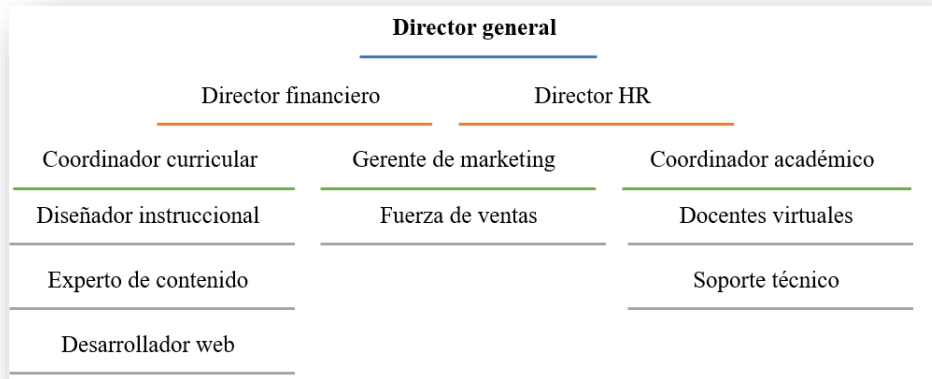 Director general
Director financiero
Director HR
Coordinador curricular
Gerente de marketing
Coordinador académico
Diseñador instruccional
Fuerza de ventas
Docentes virtuales
Experto de contenido
Soporte técnico
Desarrollador web